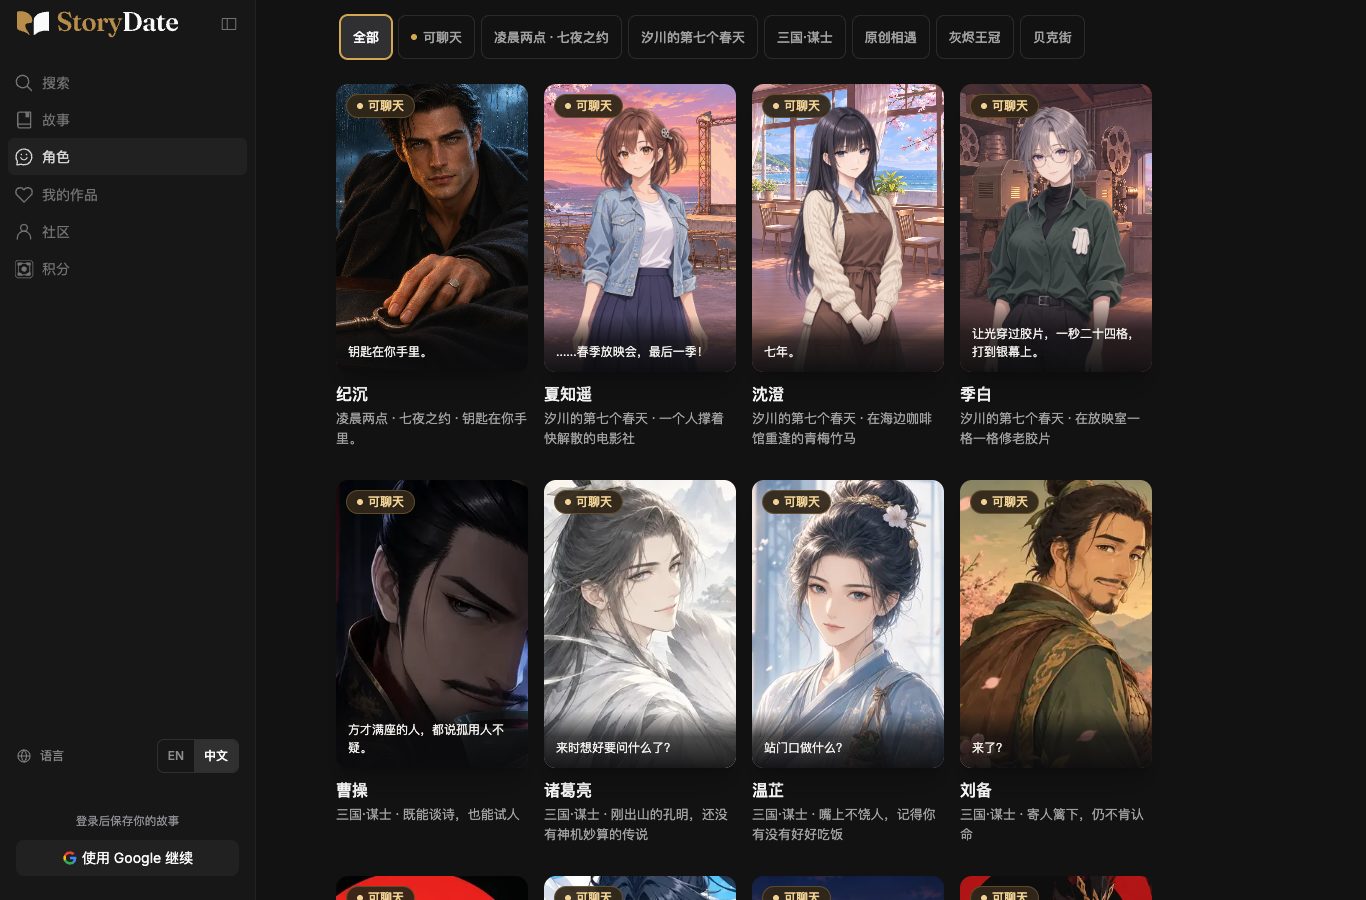 StoryDate
搜索
故事
角色
我的作品
社区
积分
语言
EN 中文
登录后保存你的故事
使用 Google 继续
全部 可聊天 凌晨两点 · 七夜之约 汐川的第七个春天 三国·谋士 原创相遇 灰烬王冠 贝克街
可聊天
钥匙在你手里。
纪沉
凌晨两点 · 七夜之约 · 钥匙在你手
里。
可聊天
……春季放映会，最后一季！
夏知遥
汐川的第七个春天 · 一个人撑着
快解散的电影社
可聊天
七年。
沈澄
汐川的第七个春天 · 在海边咖啡
馆重逢的青梅竹马
可聊天
让光穿过胶片，一秒二十四格，
打到银幕上。
季白
汐川的第七个春天 · 在放映室一
格一格修老胶片
可聊天
方才满座的人，都说孤用人不
疑。
曹操
三国·谋士 · 既能谈诗，也能试人
可聊天
来时想好要问什么了？
诸葛亮
三国·谋士 · 刚出山的孔明，还没
有神机妙算的传说
可聊天
站门口做什么？
温芷
三国·谋士 · 嘴上不饶人，记得你
有没有好好吃饭
可聊天
来了？
刘备
三国·谋士 · 寄人篱下，仍不肯认
命
可聊天
可聊天
可聊天
可聊天